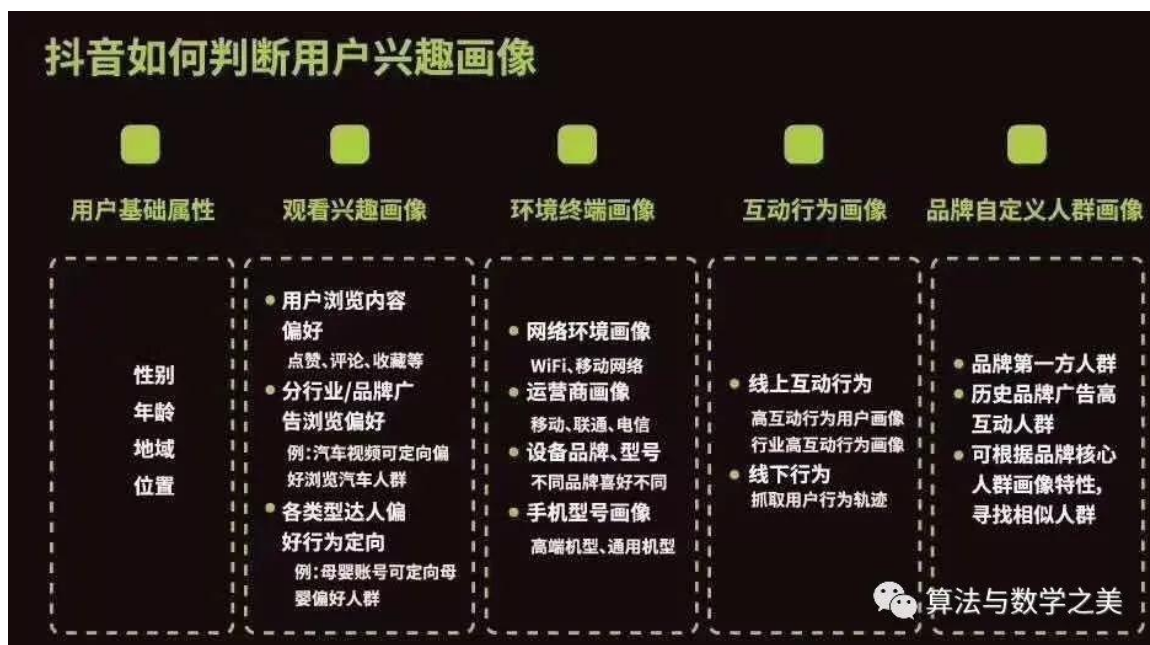 抖音如何判断用户兴趣画像
用户基础属性
性别
年龄
地域
位置
观看兴趣画像
用户浏览内容
偏好
点赞、评论、收藏等
分行业/品牌广
告浏览偏好
例:汽车视频可定向偏
好浏览汽车人群
各类型达人偏
好行为定向
例:母婴账号可定向母
婴偏好人群
环境终端画像
网络环境画像
WiFi、移动网络
运营商画像
移动、联通、电信
设备品牌、型号
不同品牌喜好不同
手机型号画像
高端机型、通用机型
互动行为画像
线上互动行为
高互动行为用户画像
行业高互动行为画像
线下行为
抓取用户行为轨迹
品牌自定义人群画像
品牌第一方人群
历史品牌广告高
互动人群
可根据品牌核心
人群画像特性,
寻找相似人群
算法与数学之美